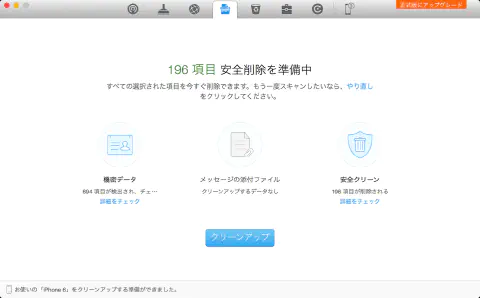 正式版にアップグレード
196 項目 安全削除を準備中
すべての選択された項目を今すぐ削除できます。もう一度スキャンしたいなら、やり直し
をクリックしてください。
機密データ
694 項目が検出され、チェ…
詳細をチェック
メッセージの添付ファイル
クリーンアップするデータなし
安全クリーン
196 項目が削除される
詳細をチェック
クリーンアップ
お使いの「iPhone 6」をクリーンアップする準備ができました。